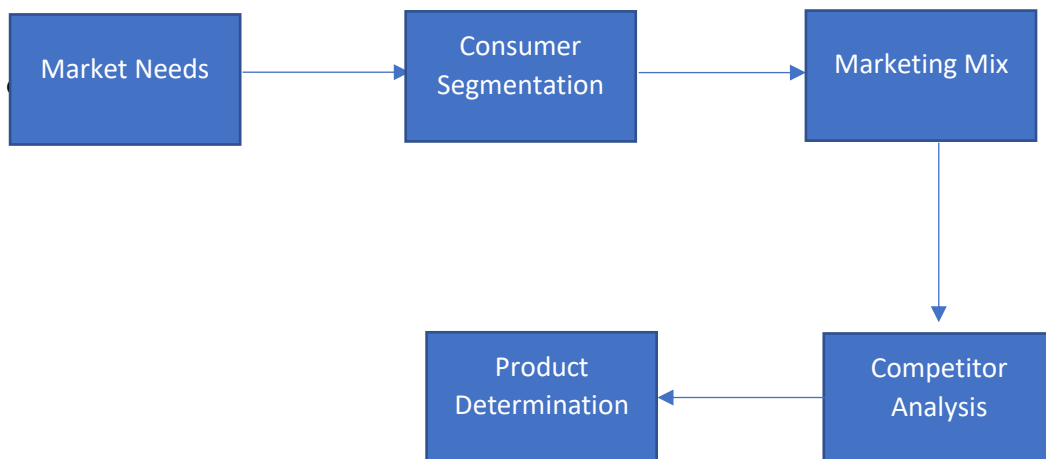 Market Needs
Consumer
Segmentation
Marketing Mix
Competitor
Analysis
Product
Determination